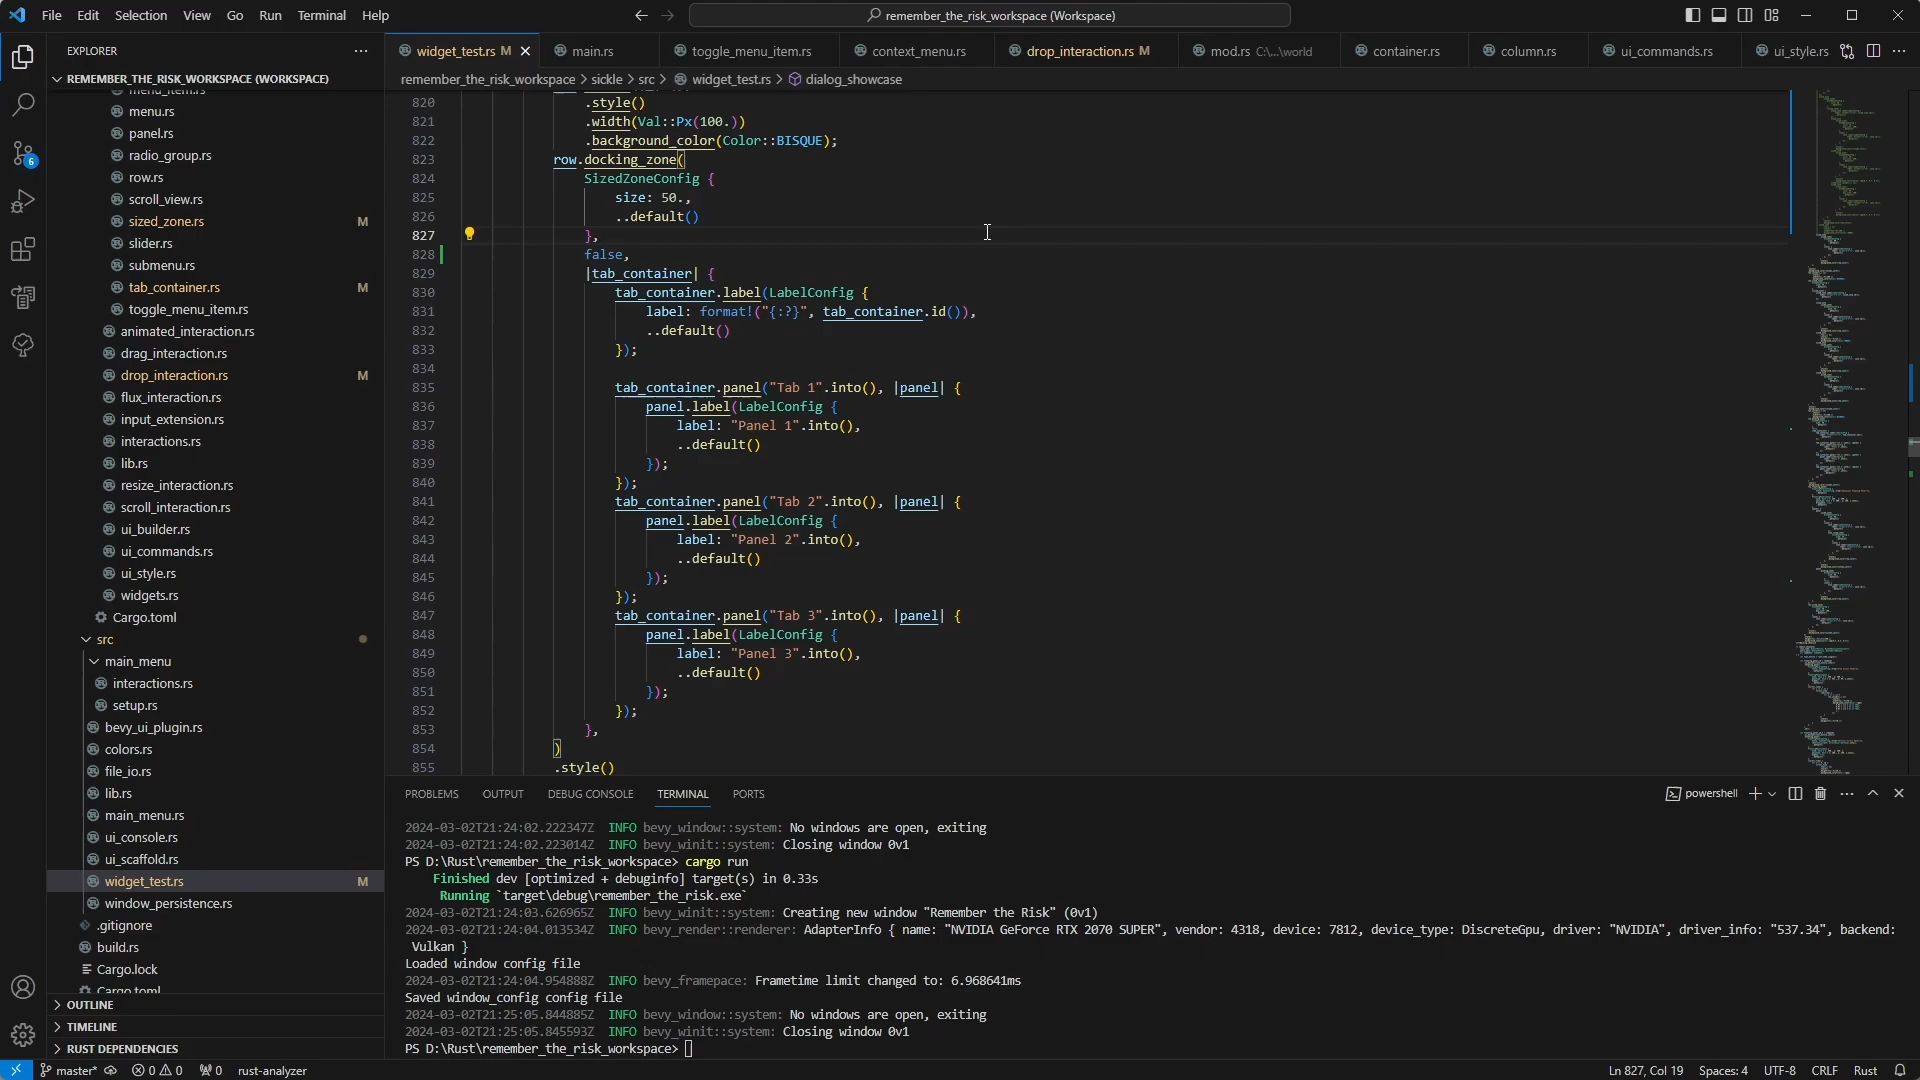 File Edit Selection View Go Run Terminal Help
remember_the_risk_workspace (Workspace)
EXPLORER
REMEMBER_THE_RISK_WORKSPACE (WORKSPACE)
menu_item.rs
menu.rs
panel.rs
radio_group.rs
row.rs
scroll_view.rs
sized_zone.rs M
slider.rs
submenu.rs
tab_container.rs M
toggle_menu_item.rs
animated_interaction.rs
drag_interaction.rs
drop_interaction.rs M
flux_interaction.rs
input_extension.rs
interactions.rs
lib.rs
resize_interaction.rs
scroll_interaction.rs
ui_builder.rs
ui_commands.rs
ui_style.rs
widgets.rs
Cargo.toml
src
main_menu
interactions.rs
setup.rs
bevy_ui_plugin.rs
colors.rs
file_io.rs
lib.rs
main_menu.rs
ui_console.rs
ui_scaffold.rs
widget_test.rs M
window_persistence.rs
.gitignore
build.rs
Cargo.lock
Cargo.toml
OUTLINE
TIMELINE
RUST DEPENDENCIES
6
widget_test.rs M main.rs toggle_menu_item.rs context_menu.rs drop_interaction.rs M mod.rs C:\...\world container.rs column.rs ui_commands.rs ui_style.rs
remember_the_risk_workspace > sickle > src > widget_test.rs > dialog_showcase
820 .style()
821 .width(Val::Px(100.))
822 .background_color(Color::BISQUE);
823 row.docking_zone(
824 SizedZoneConfig {
825 size: 50.,
826 ..default()
827 },
828 false,
829 |tab_container| {
830 tab_container.label(LabelConfig {
831 label: format!("{:?}", tab_container.id()),
832 ..default()
833 });
834
835 tab_container.panel("Tab 1".into(), |panel| {
836 panel.label(LabelConfig {
837 label: "Panel 1".into(),
838 ..default()
839 });
840 });
841 tab_container.panel("Tab 2".into(), |panel| {
842 panel.label(LabelConfig {
843 label: "Panel 2".into(),
844 ..default()
845 });
846 });
847 tab_container.panel("Tab 3".into(), |panel| {
848 panel.label(LabelConfig {
849 label: "Panel 3".into(),
850 ..default()
851 });
852 });
853 },
854 )
855 .style()
PROBLEMS OUTPUT DEBUG CONSOLE TERMINAL PORTS
powershell
2024-03-02T21:24:02.222347Z INFO bevy_window::system: No windows are open, exiting
2024-03-02T21:24:02.223014Z INFO bevy_winit::system: Closing window 0v1
PS D:\Rust\remember_the_risk_workspace> cargo run
Finished dev [optimized + debuginfo] target(s) in 0.33s
Running `target\debug\remember_the_risk.exe`
2024-03-02T21:24:03.626965Z INFO bevy_winit::system: Creating new window "Remember the Risk" (0v1)
2024-03-02T21:24:04.013534Z INFO bevy_render::renderer: AdapterInfo { name: "NVIDIA GeForce RTX 2070 SUPER", vendor: 4318, device: 7812, device_type: DiscreteGpu, driver: "NVIDIA", driver_info: "537.34", backend:
Vulkan }
Loaded window config file
2024-03-02T21:24:04.954888Z INFO bevy_framepace: Frametime limit changed to: 6.968641ms
Saved window_config config file
2024-03-02T21:25:05.844885Z INFO bevy_window::system: No windows are open, exiting
2024-03-02T21:25:05.845593Z INFO bevy_winit::system: Closing window 0v1
PS D:\Rust\remember_the_risk_workspace>
master* 0 0 0 rust-analyzer
Ln 827, Col 19 Spaces: 4 UTF-8 CRLF Rust